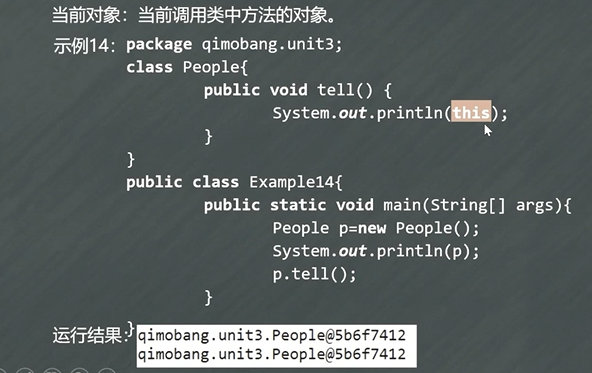 当前对象：当前调用类中方法的对象。
示例14：package qimobang.unit3;
class People{
public void tell() {
System.out.println(this);
}
}
public class Example14{
public static void main(String[] args){
People p=new People();
System.out.println(p);
p.tell();
}
}
运行结果：qimobang.unit3.People@5b6f7412
qimobang.unit3.People@5b6f7412